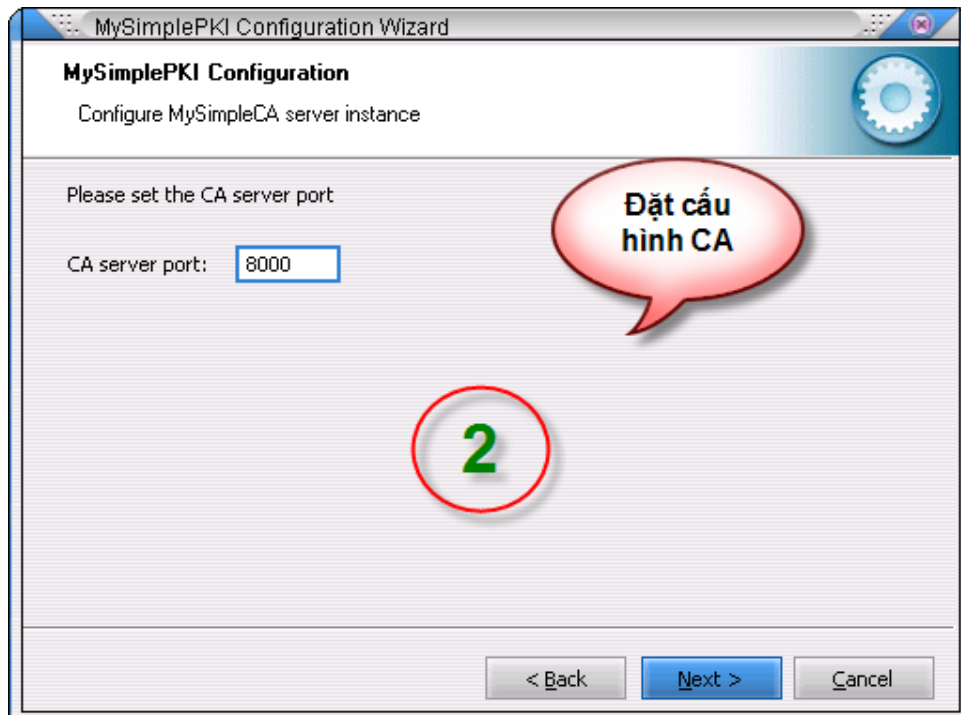 MySimplePKI Configuration Wizard
MySimplePKI Configuration
Configure MySimpleCA server instance
Please set the CA server port
Đặt cấu
hình CA
CA server port: 8000
2
< Back Next > Cancel